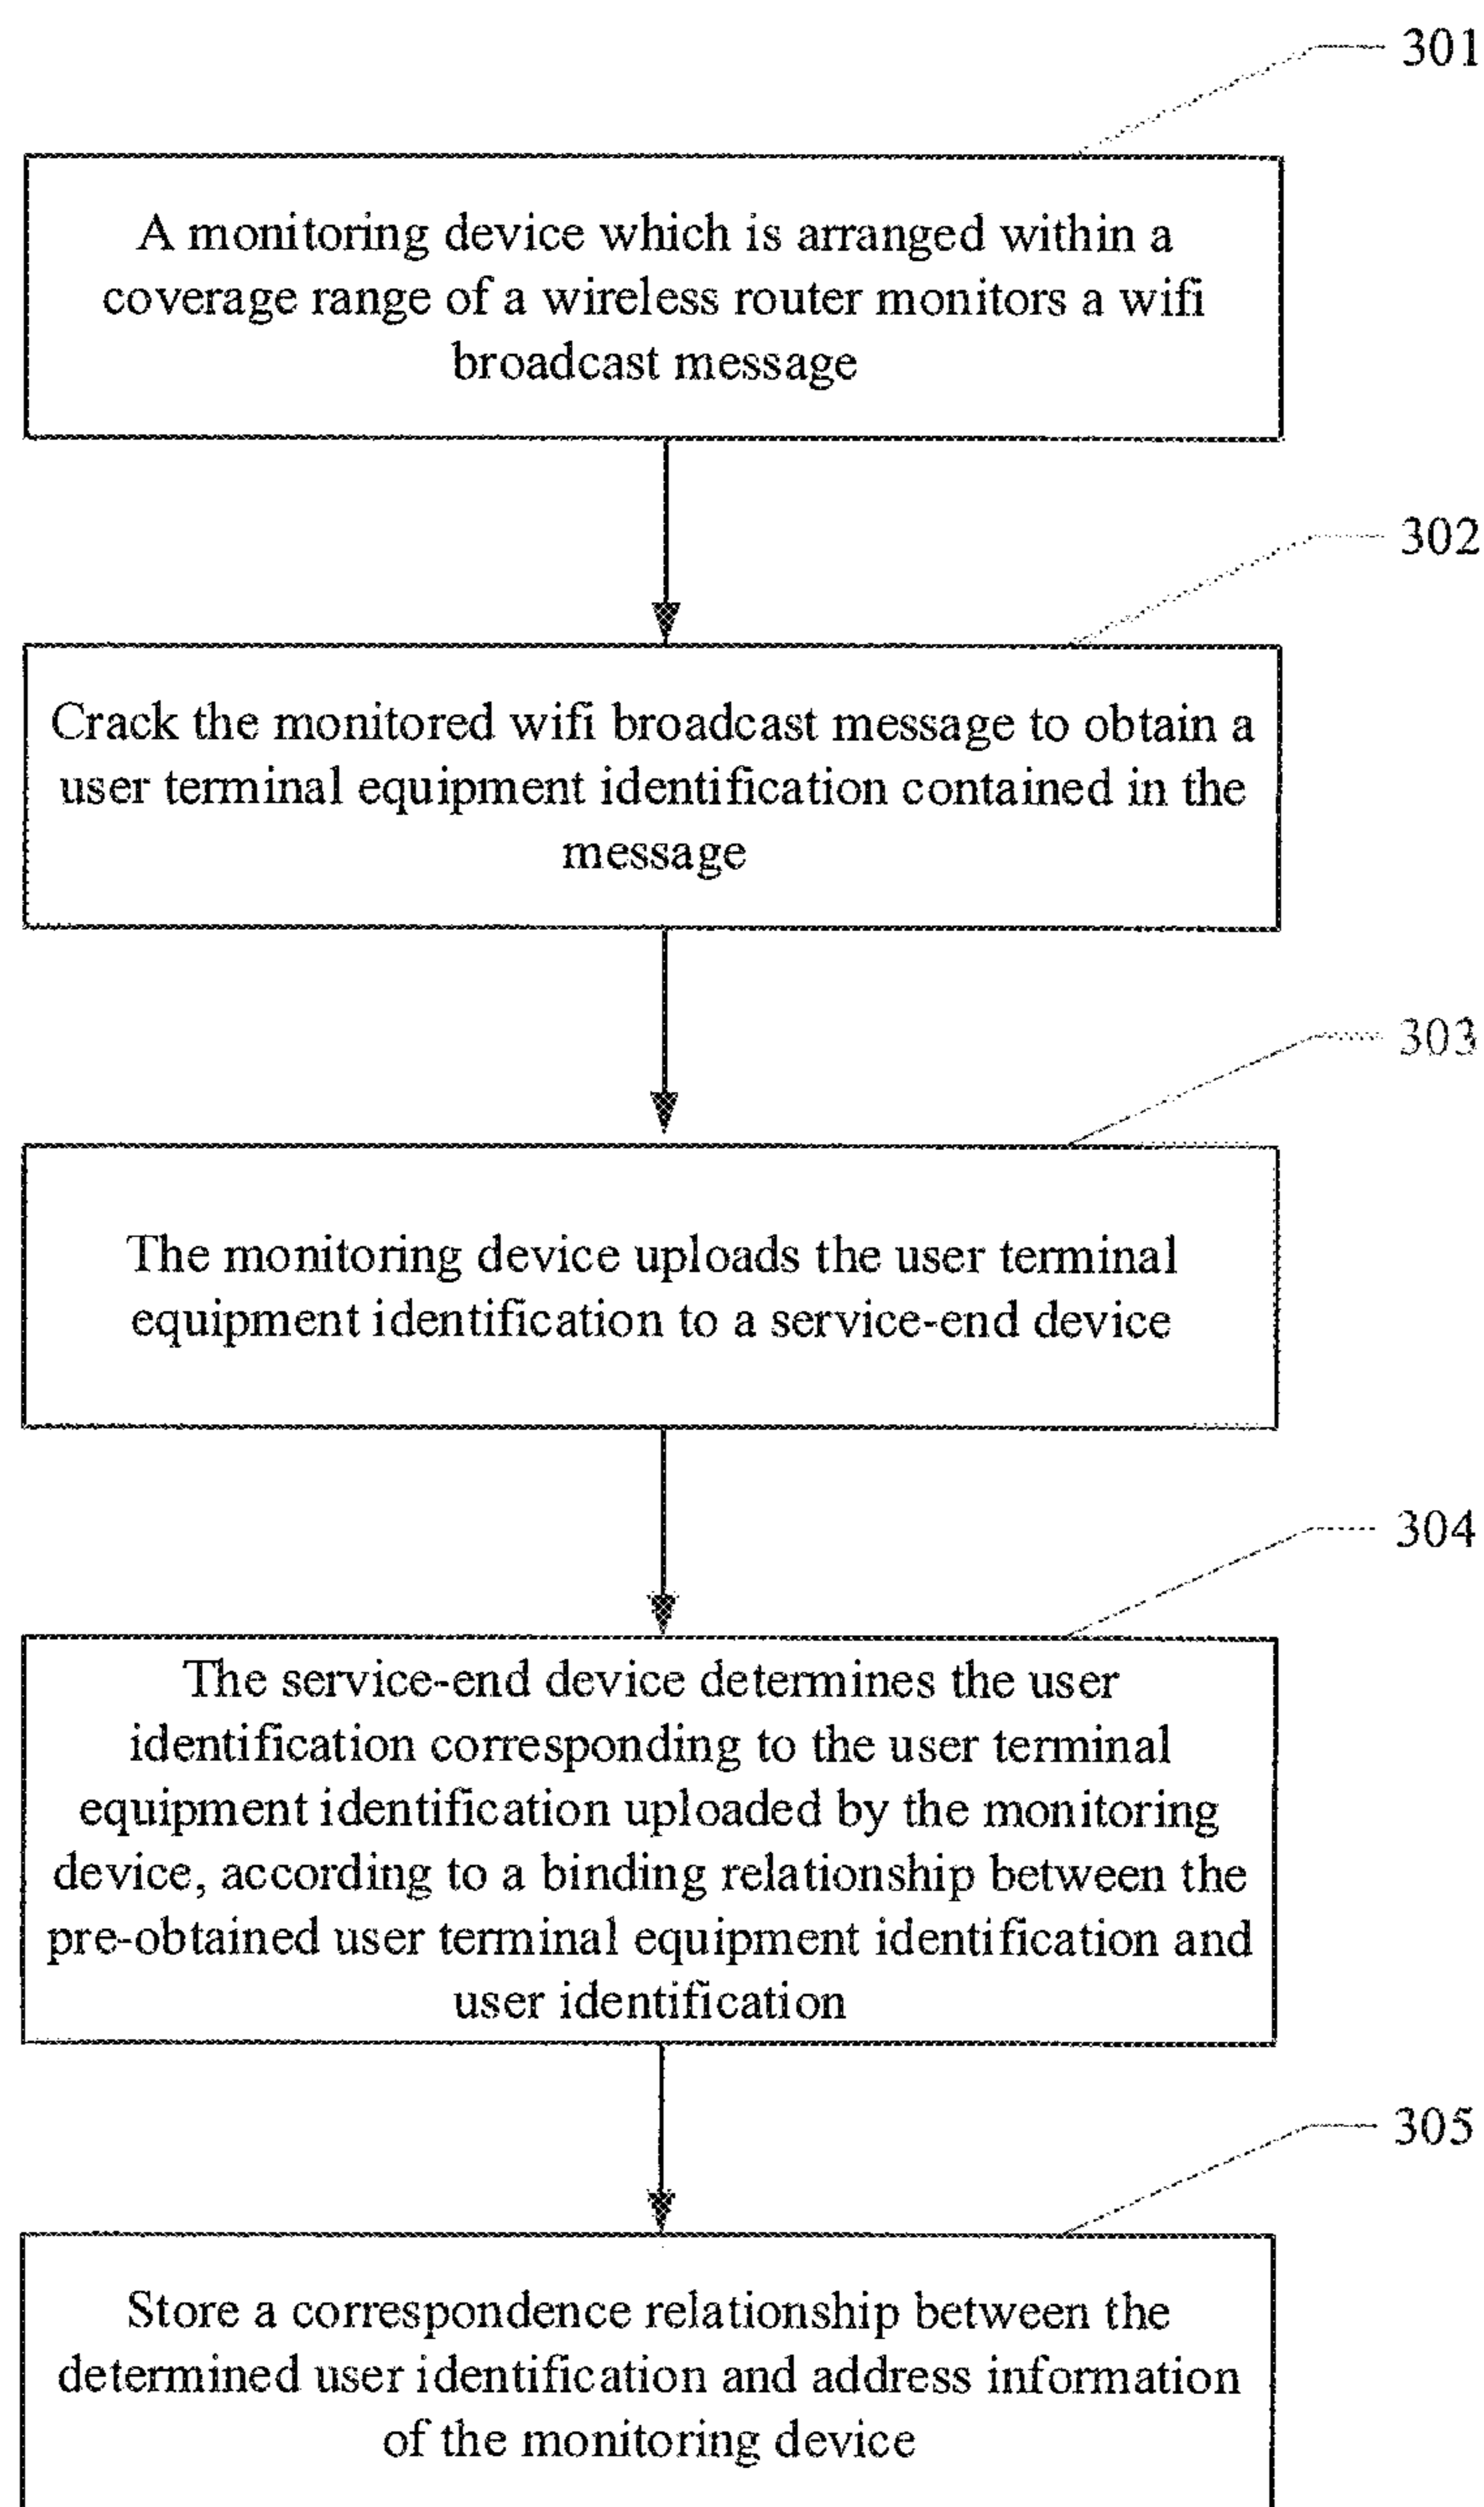 301
A monitoring device which is arranged within a
coverage range of a wireless router monitors a wifi
broadcast message
302
Crack the monitored wifi broadcast message to obtain a
user terminal equipment identification contained in the
message
303
The monitoring device uploads the user terminal
equipment identification to a service-end device
304
The service-end device determines the user
identification corresponding to the user terminal
equipment identification uploaded by the monitoring
device, according to a binding relationship between the
pre-obtained user terminal equipment identification and
user identification
305
Store a correspondence relationship between the
determined user identification and address information
of the monitoring device